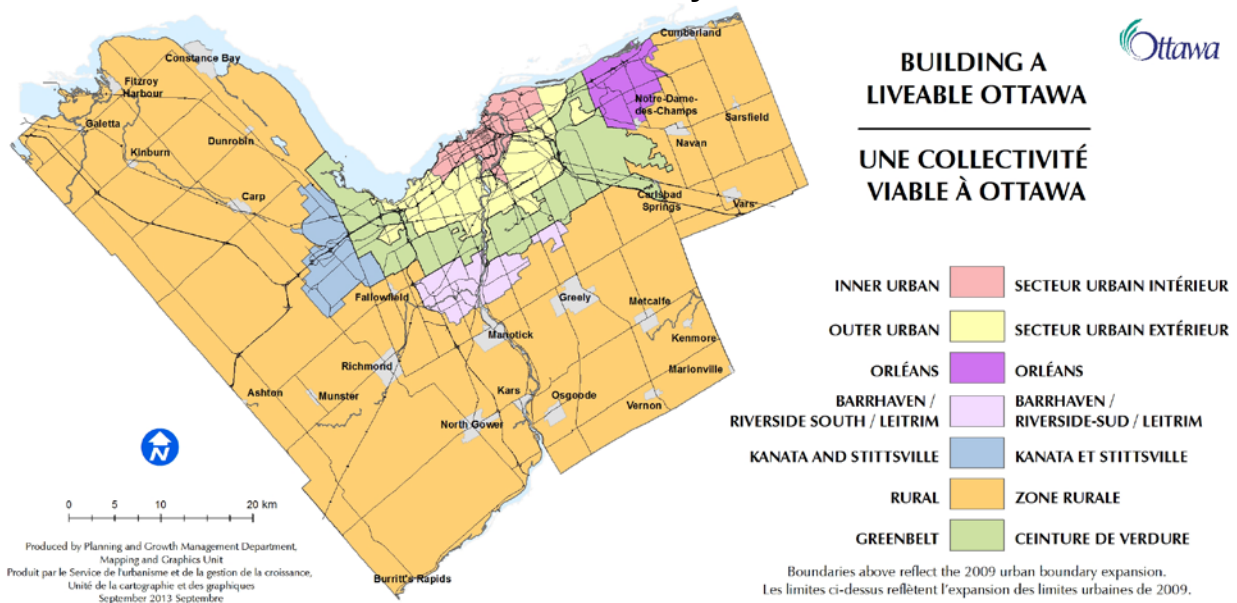 Cumberland
Constance Bay
Fitzroy
Harbour
Galetta
Kinburn
Dunrobin
Carp
Notre-Dame-
des-Champs
Sarsfield
Navan
Carlsbad
Springs
Vars
Fallowfield
Greely
Metcalfe
Manotick
Kenmore
Richmond
Marionville
Ashton
Munster
Kars
Osgoode
Vernon
North Gower
Burritt's Rapids
N
0 5 10 20 km
Produced by Planning and Growth Management Department,
Mapping and Graphics Unit
Produit par le Service de l'urbanisme et de la gestion de la croissance,
Unité de la cartographie et des graphiques
September 2013 Septembre
Ottawa
BUILDING A
LIVEABLE OTTAWA
UNE COLLECTIVITÉ
VIABLE À OTTAWA
INNER URBAN SECTEUR URBAIN INTÉRIEUR
OUTER URBAN SECTEUR URBAIN EXTÉRIEUR
ORLÉANS ORLÉANS
BARRHAVEN / BARRHAVEN /
RIVERSIDE SOUTH / LEITRIM RIVERSIDE-SUD / LEITRIM
KANATA AND STITTSVILLE KANATA ET STITTSVILLE
RURAL ZONE RURALE
GREENBELT CEINTURE DE VERDURE
Boundaries above reflect the 2009 urban boundary expansion.
Les limites ci-dessus reflètent l'expansion des limites urbaines de 2009.